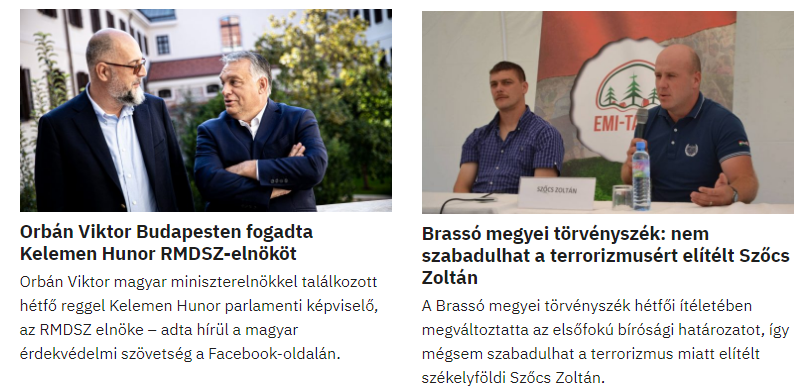 Orbán Viktor Budapesten fogadta
Kelemen Hunor RMDSZ-elnököt
Orbán Viktor magyar miniszterelnökkel találkozott
hétfő reggel Kelemen Hunor parlamenti képviselő,
az RMDSZ elnöke – adta hírül a magyar
érdekvédelmi szövetség a Facebook-oldalán.
EMI-TA
SZŐCS ZOLTÁN
Brassó megyei törvényszék: nem
szabadulhat a terrorizmusért elítélt Szőcs
Zoltán
A Brassó megyei törvényszék hétfői ítéletében
megváltoztatta az elsőfokú bírósági határozatot, így
mégsem szabadulhat a terrorizmus miatt elítélt
székelyföldi Szőcs Zoltán.